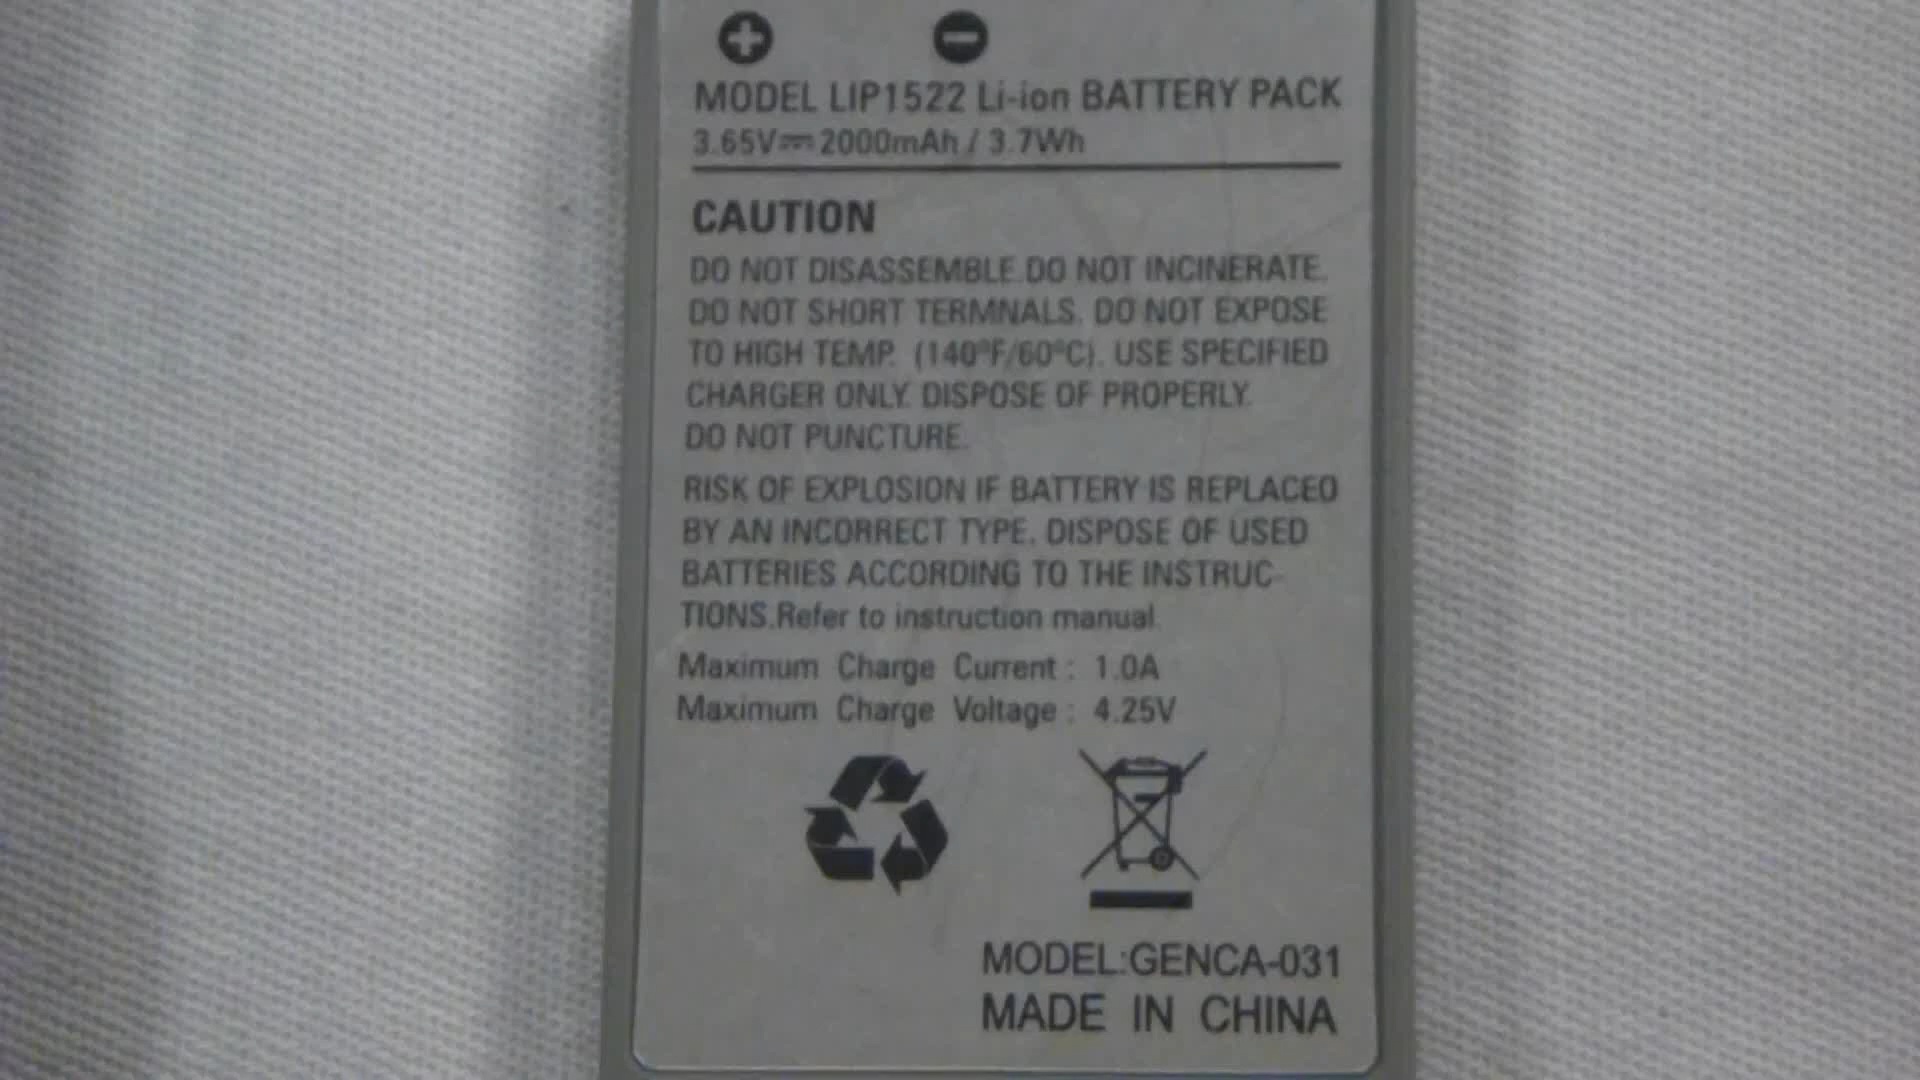 MODEL LIP1522 Li-ion BATTERY PACK
3.65V⎓2000mAh / 3.7Wh
CAUTION
DO NOT DISASSEMBLE.DO NOT INCINERATE.
DO NOT SHORT TERMNALS. DO NOT EXPOSE
TO HIGH TEMP. (140°F/60°C). USE SPECIFIED
CHARGER ONLY. DISPOSE OF PROPERLY.
DO NOT PUNCTURE.
RISK OF EXPLOSION IF BATTERY IS REPLACED
BY AN INCORRECT TYPE. DISPOSE OF USED
BATTERIES ACCORDING TO THE INSTRUC-
TIONS.Refer to instruction manual.
Maximum Charge Current : 1.0A
Maximum Charge Voltage : 4.25V
MODEL:GENCA-031
MADE IN CHINA